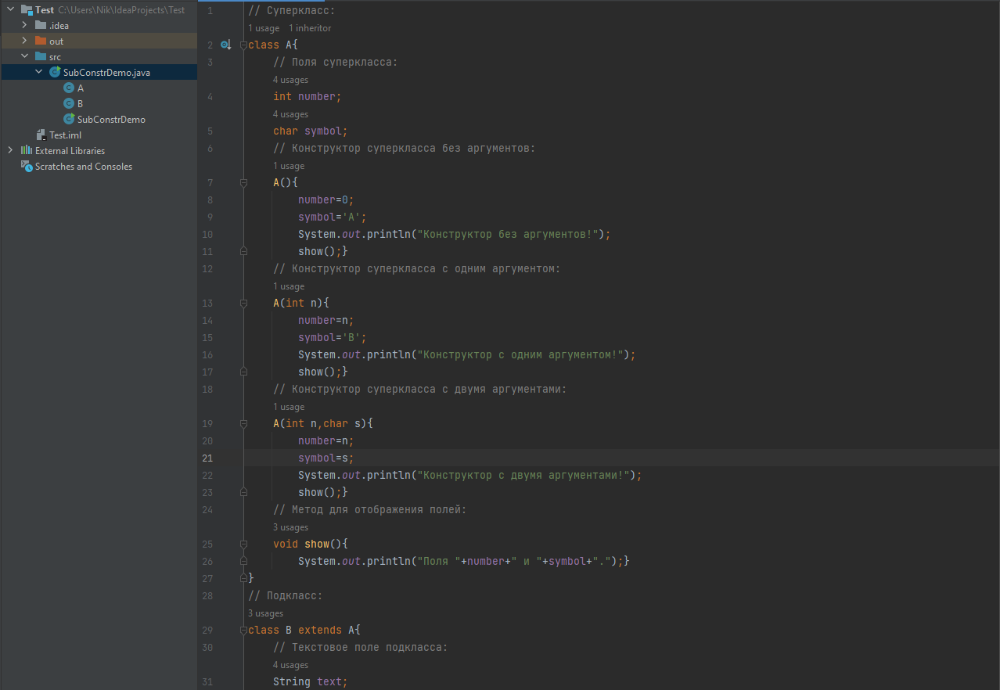 Test C:\Users\Nik\IdeaProjects\Test
.idea
out
src
SubConstrDemo.java
A
B
SubConstrDemo
Test.iml
External Libraries
Scratches and Consoles
1 // Суперкласс:
1 usage 1 inheritor
2 class A{
3 // Поля суперкласса:
4 usages
4 int number;
4 usages
5 char symbol;
6 // Конструктор суперкласса без аргументов:
1 usage
7 A(){
8 number=0;
9 symbol='A';
10 System.out.println("Конструктор без аргументов!");
11 show();}
12 // Конструктор суперкласса с одним аргументом:
1 usage
13 A(int n){
14 number=n;
15 symbol='B';
16 System.out.println("Конструктор с одним аргументом!");
17 show();}
18 // Конструктор суперкласса с двумя аргументами:
1 usage
19 A(int n,char s){
20 number=n;
21 symbol=s;
22 System.out.println("Конструктор с двумя аргументами!");
23 show();}
24 // Метод для отображения полей:
3 usages
25 void show(){
26 System.out.println("Поля "+number+" и "+symbol+".");}
27 }
28 // Подкласс:
3 usages
29 class B extends A{
30 // Текстовое поле подкласса:
4 usages
31 String text;